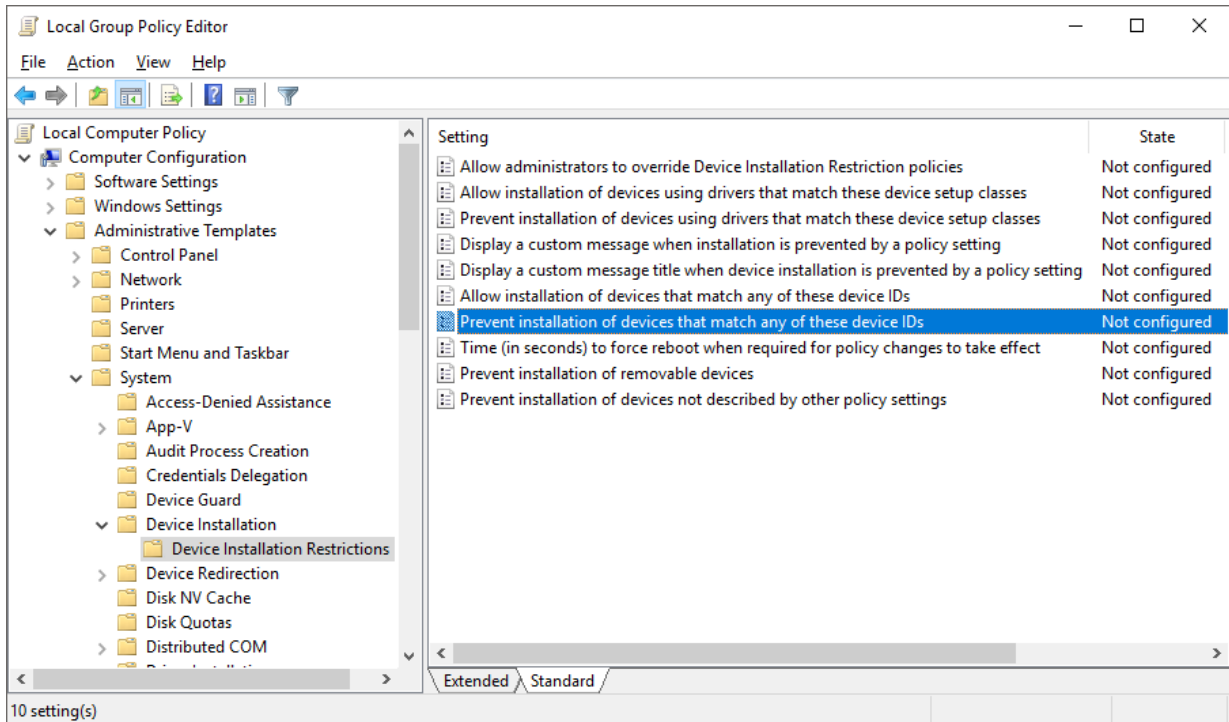 Local Group Policy Editor
File Action View Help
Local Computer Policy
Computer Configuration
Software Settings
Windows Settings
Administrative Templates
Control Panel
Network
Printers
Server
Start Menu and Taskbar
System
Access-Denied Assistance
App-V
Audit Process Creation
Credentials Delegation
Device Guard
Device Installation
Device Installation Restrictions
Device Redirection
Disk NV Cache
Disk Quotas
Distributed COM
Setting State
Allow administrators to override Device Installation Restriction policies Not configured
Allow installation of devices using drivers that match these device setup classes Not configured
Prevent installation of devices using drivers that match these device setup classes Not configured
Display a custom message when installation is prevented by a policy setting Not configured
Display a custom message title when device installation is prevented by a policy setting Not configured
Allow installation of devices that match any of these device IDs Not configured
Prevent installation of devices that match any of these device IDs Not configured
Time (in seconds) to force reboot when required for policy changes to take effect Not configured
Prevent installation of removable devices Not configured
Prevent installation of devices not described by other policy settings Not configured
Extended Standard
10 setting(s)